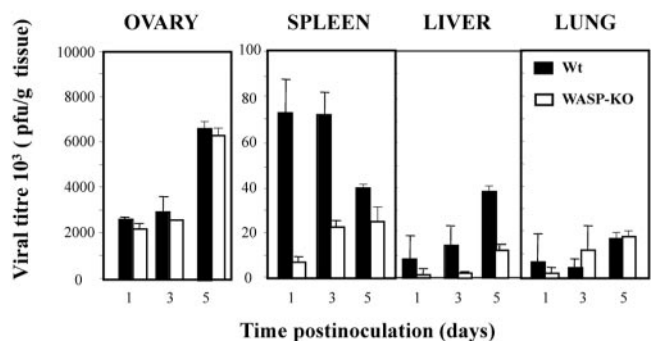 OVARY SPLEEN LIVER LUNG
10000 100
8000 80
6000 60
4000 40
2000 20
0 0
Wt
WASP-KO
Viral titre 10³ ( pfu/g tissue)
1 3 5 1 3 5 1 3 5 1 3 5
Time postinoculation (days)